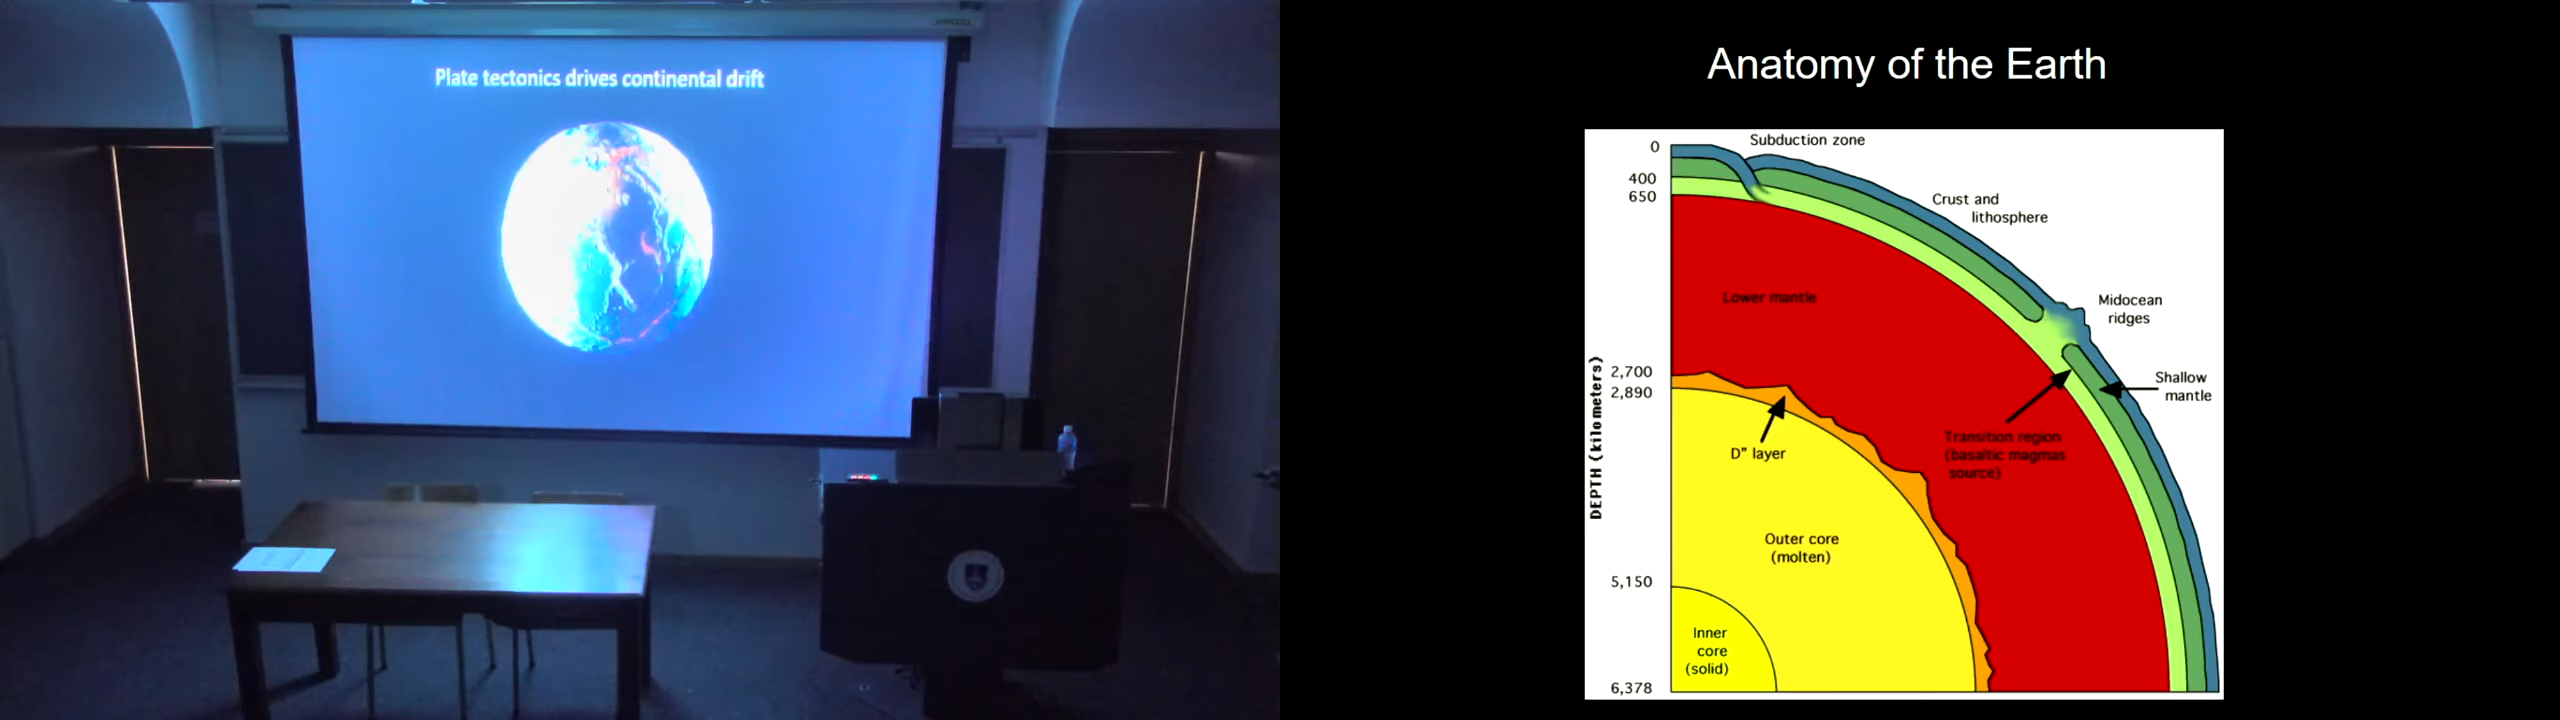 Plate tectonics drives continental drift
Anatomy of the Earth
Subduction zone
0
400
650
Crust and
lithosphere
Lower mantle
Midocean
ridges
2,700
2,890
Shallow
mantle
DEPTH (kilometers)
D" layer
Transition region
(basaltic magmas
source)
Outer core
(molten)
5,150
Inner
core
(solid)
6,378